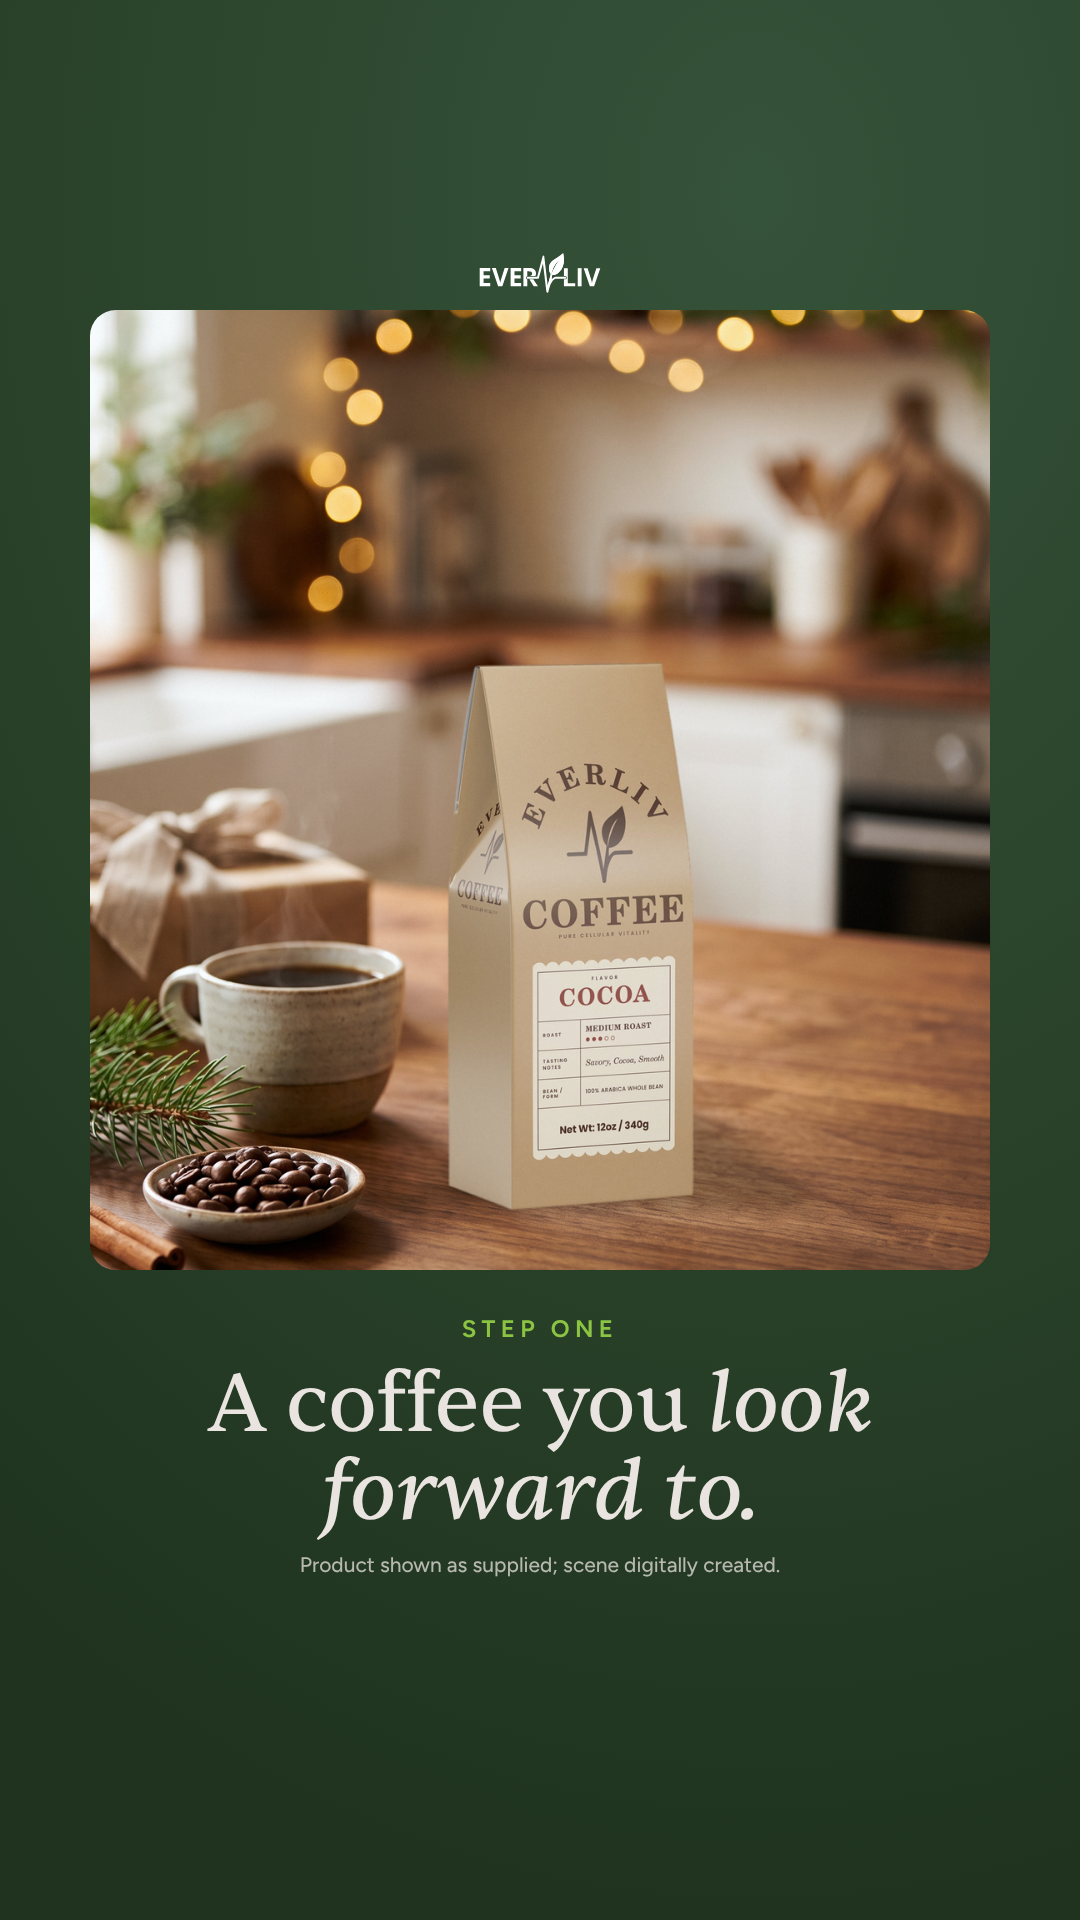 EVERLIV
EVERLIV
COFFEE
PURE CELLULAR VITALITY
EVE
COFFEE
FLAVOR
COCOA
ROAST
MEDIUM ROAST
TASTING NOTES
Savory, Cocoa, Smooth
BEAN / FORM
100% ARABICA WHOLE BEAN
Net Wt: 12oz / 340g
STEP ONE
A coffee you look
forward to.
Product shown as supplied; scene digitally created.